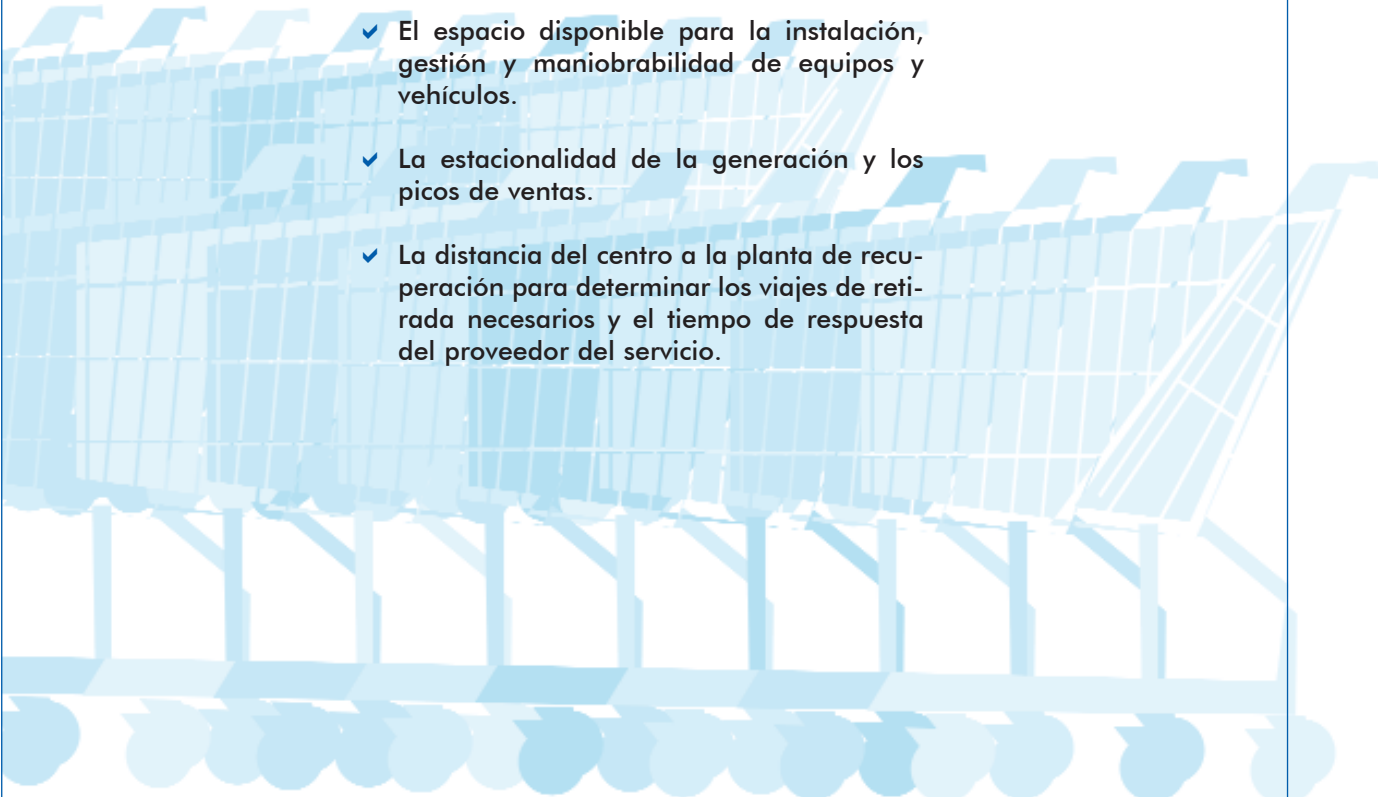 El espacio disponible para la instalación,
gestión y maniobrabilidad de equipos y
vehículos.
La estacionalidad de la generación y los
picos de ventas.
La distancia del centro a la planta de recu-
peración para determinar los viajes de reti-
rada necesarios y el tiempo de respuesta
del proveedor del servicio.